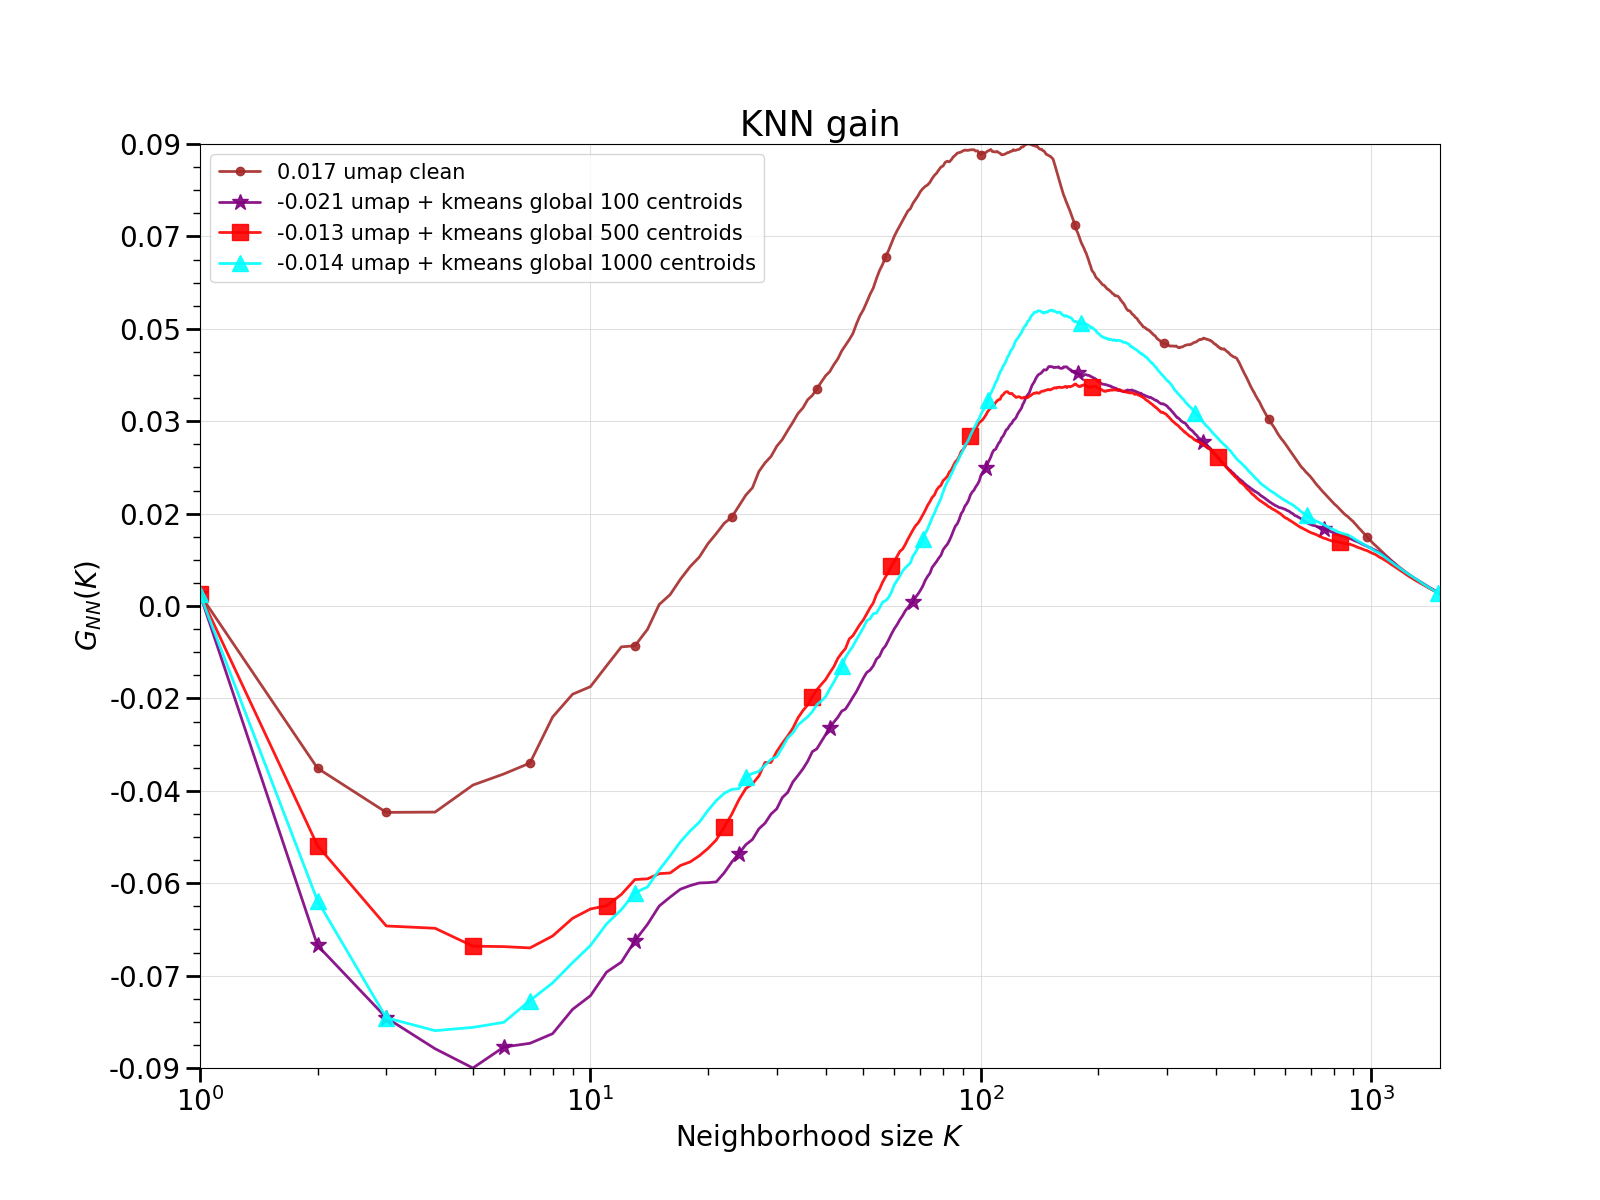 KNN gain
0.017 umap clean
-0.021 umap + kmeans global 100 centroids
-0.013 umap + kmeans global 500 centroids
-0.014 umap + kmeans global 1000 centroids
0.09
0.07
0.05
0.03
0.02
0.0
-0.02
-0.04
-0.06
-0.07
-0.09
G_{NN}(K)
10^0 10^1 10^2 10^3
Neighborhood size K